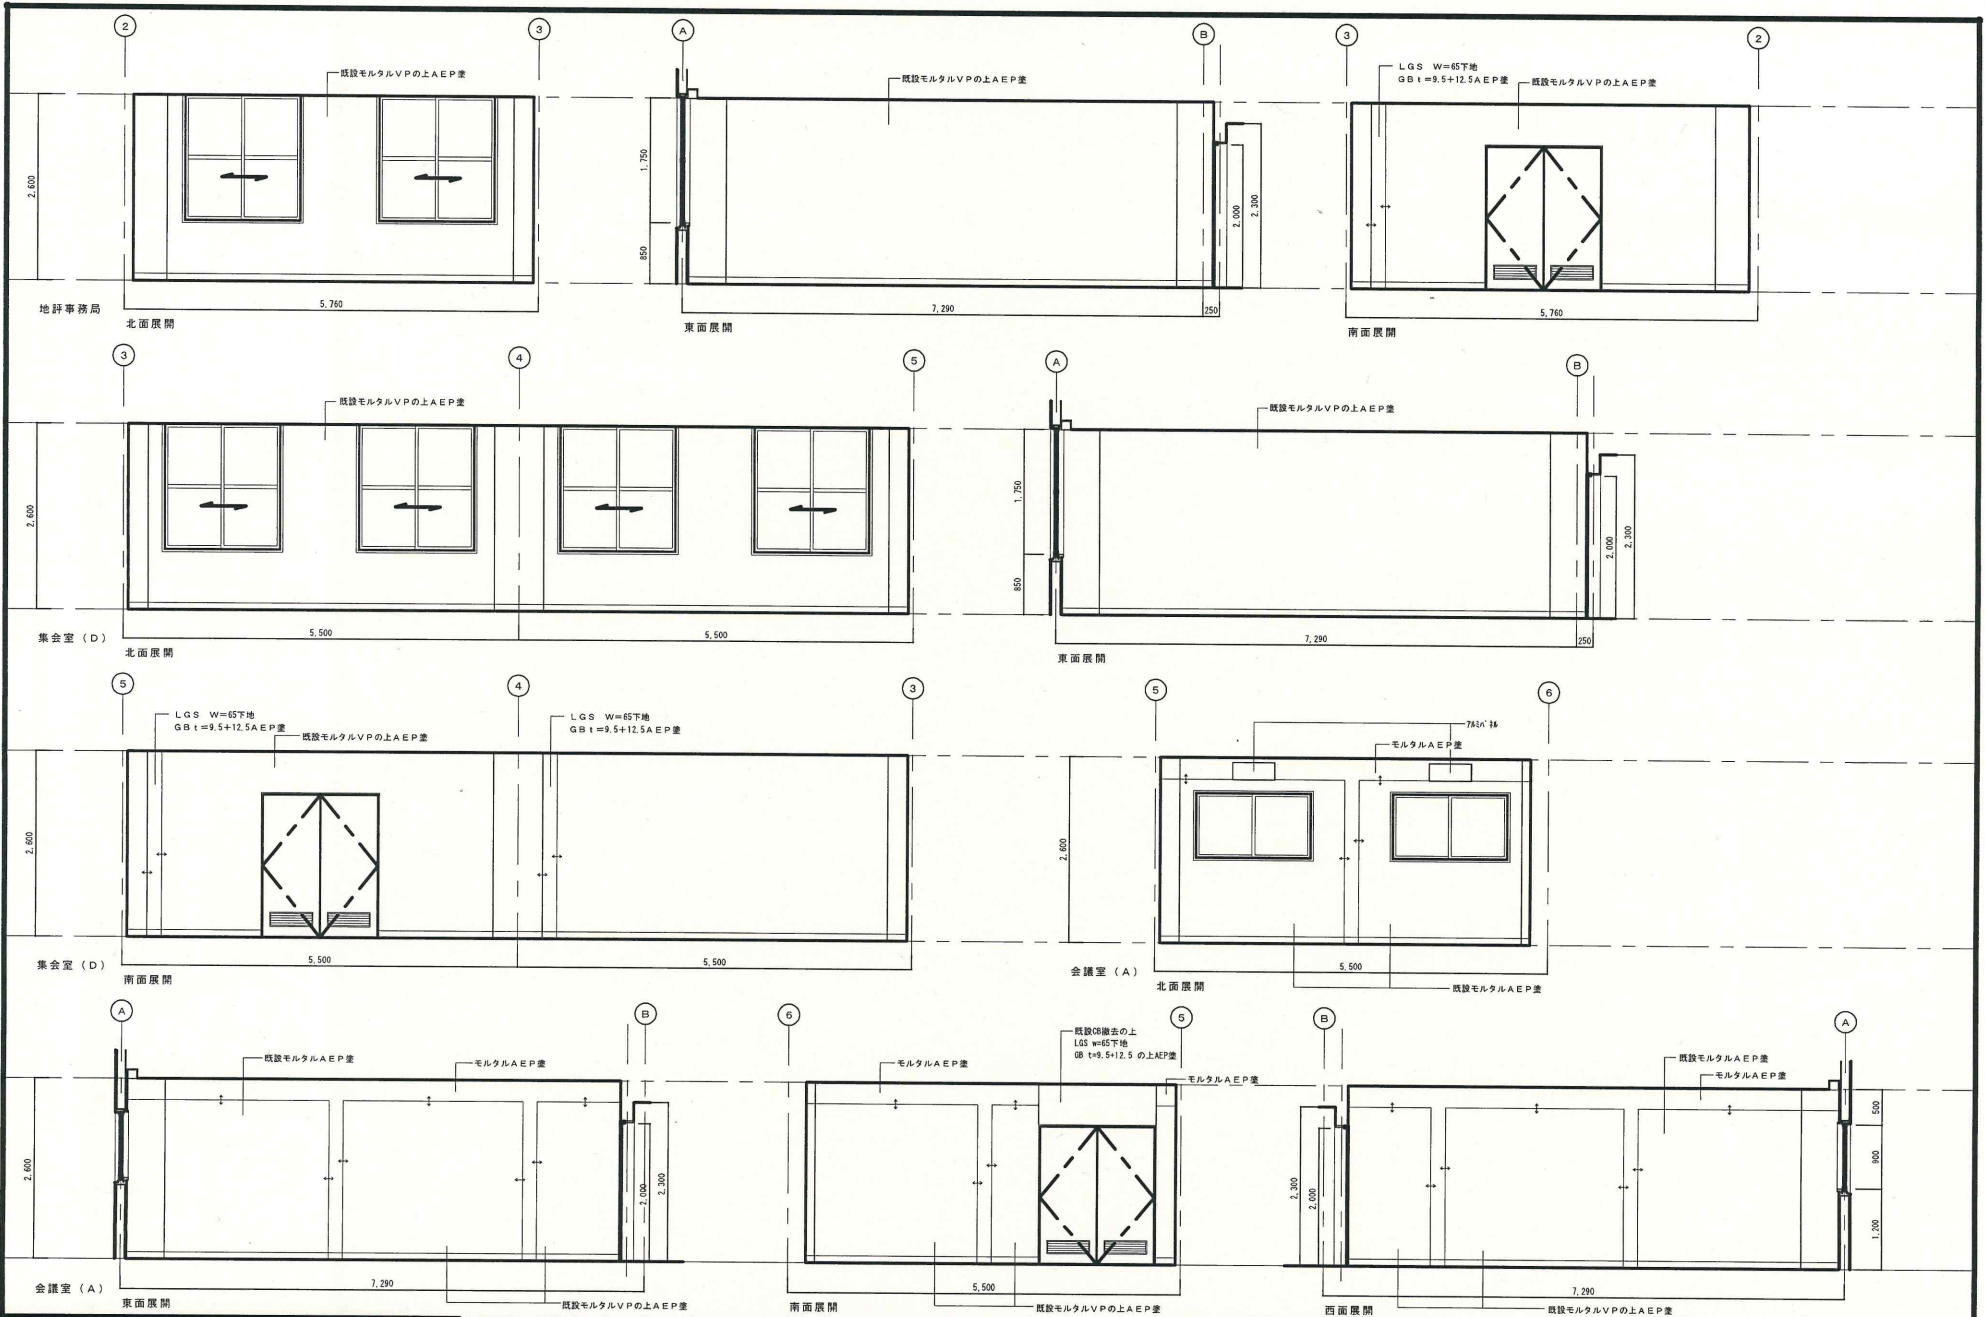 2
3
A
B
3
2
既設モルタルVPの上AEP塗
既設モルタルVPの上AEP塗
LGS W=65下地
GB t=9.5+12.5AEP塗
既設モルタルVPの上AEP塗
2,600
1,750
850
2,000
2,300
地評事務局
北面展開
5,760
東面展開
7,290
250
南面展開
5,760
3
4
5
A
B
既設モルタルVPの上AEP塗
既設モルタルVPの上AEP塗
2,600
1,750
850
2,000
2,300
集会室(D)
北面展開
5,500
5,500
東面展開
7,290
250
5
4
3
5
6
LGS W=65下地
GB t=9.5+12.5AEP塗
既設モルタルVPの上AEP塗
LGS W=65下地
GB t=9.5+12.5AEP塗
アルミパネル
モルタルAEP塗
2,600
2,600
集会室(D)
南面展開
5,500
5,500
会議室(A)
北面展開
5,500
既設モルタルAEP塗
A
B
6
5
B
A
既設モルタルAEP塗
モルタルAEP塗
モルタルAEP塗
既設CB撤去の上
LGS w=65下地
GB t=9.5+12.5 の上AEP塗
モルタルAEP塗
既設モルタルAEP塗
モルタルAEP塗
2,600
2,000
2,300
2,300
2,000
500
900
1,200
会議室(A)
東面展開
7,290
既設モルタルVPの上AEP塗
南面展開
5,500
既設モルタルVPの上AEP塗
西面展開
7,290
既設モルタルVPの上AEP塗